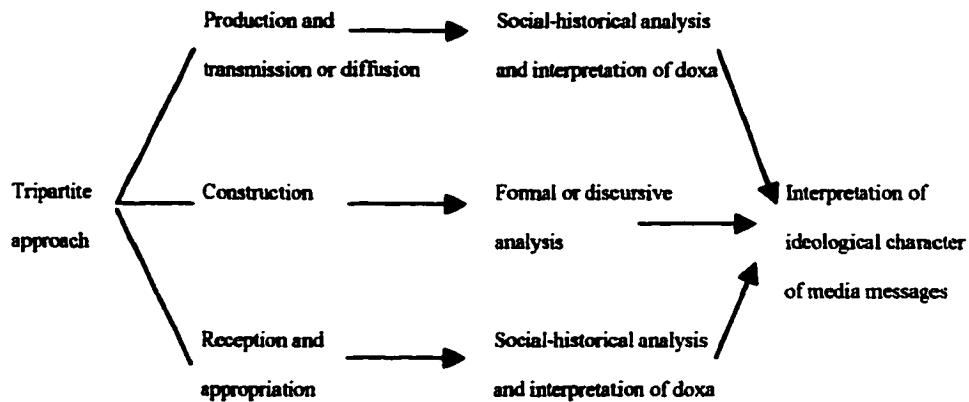 Production and
transmission or diffusion
Social-historical analysis
and interpretation of doxa
Tripartite
approach
Construction
Formal or discursive
analysis
Interpretation of
ideological character
of media messages
Reception and
appropriation
Social-historical analysis
and interpretation of doxa